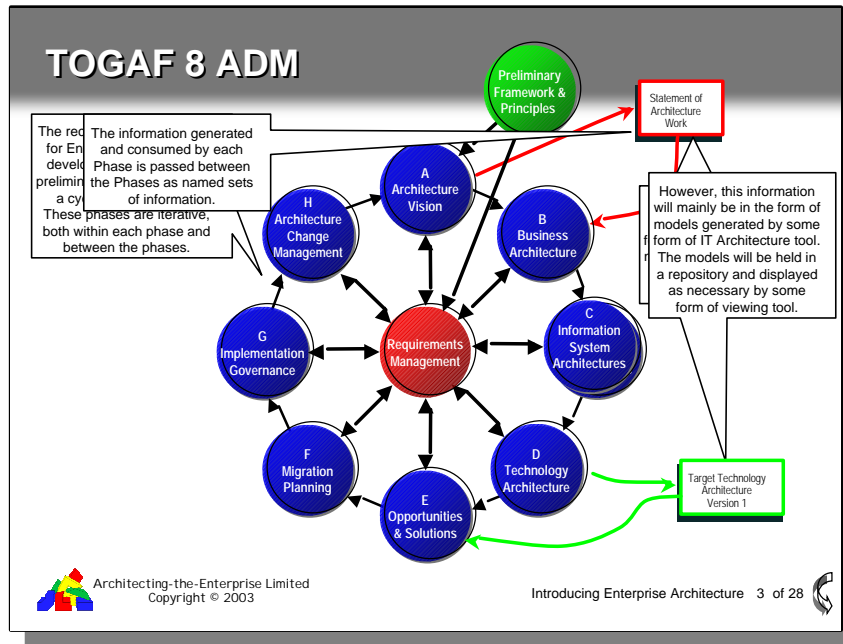 TOGAF 8 ADM
Preliminary
Framework &
Principles
Statement of
Architecture
Work
The
for
These phases are iterative,
both within each phase and
between the phases.
The information generated
and consumed by each
Phase is passed between
the Phases as named sets
of information.
A
Architecture
Vision
However, this information
will mainly be in the form of
models generated by some
form of IT Architecture tool.
The models will be held in
a repository and displayed
as necessary by some
form of viewing tool.
H
Architecture
Change
Management
B
Business
Architecture
G
Implementation
Governance
Requirements
Management
C
Information
System
Architectures
F
Migration
Planning
D
Technology
Architecture
E
Opportunities
& Solutions
Target Technology
Architecture
Version 1
Architecting-the-Enterprise Limited
Copyright © 2003
Introducing Enterprise Architecture 3 of 28